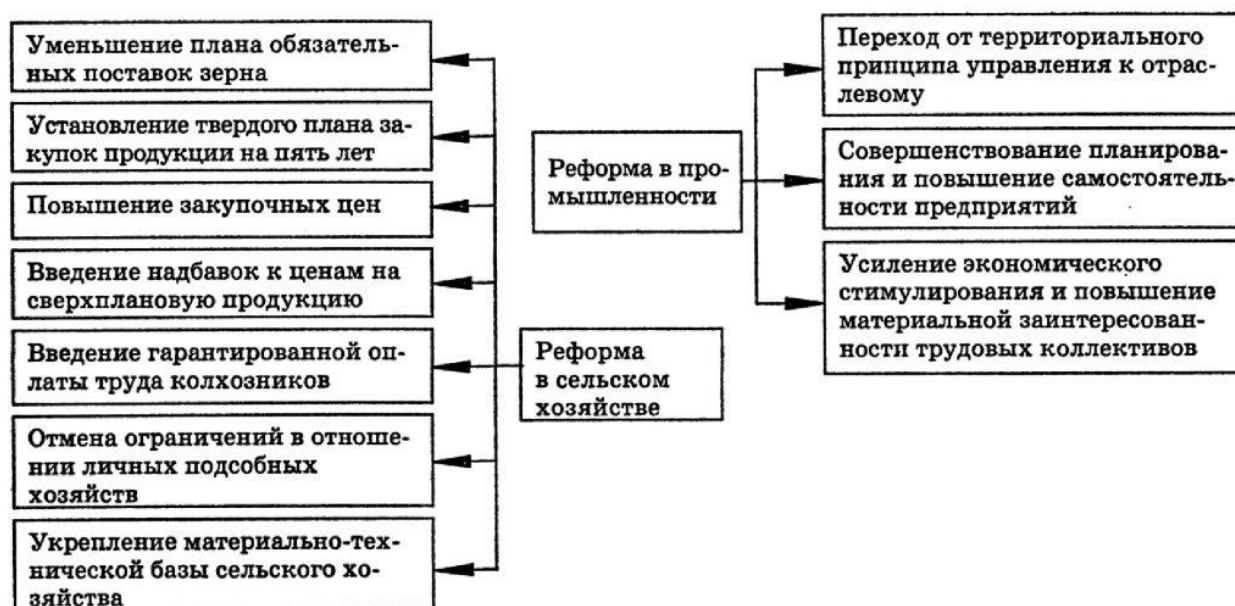 Уменьшение плана обязатель-
ных поставок зерна
Установление твердого плана за-
купок продукции на пять лет
Повышение закупочных цен
Введение надбавок к ценам на
сверхплановую продукцию
Введение гарантированной оп-
латы труда колхозников
Отмена ограничений в отноше-
нии личных подсобных
хозяйств
Укрепление материально-тех-
нической базы сельского хо-
зяйства
Реформа
в сельском
хозяйстве
Реформа в про-
мышленности
Переход от территориального
принципа управления к отрас-
левому
Совершенствование планирова-
ния и повышение самостоятель-
ности предприятий
Усиление экономического
стимулирования и повышение
материальной заинтересован-
ности трудовых коллективов